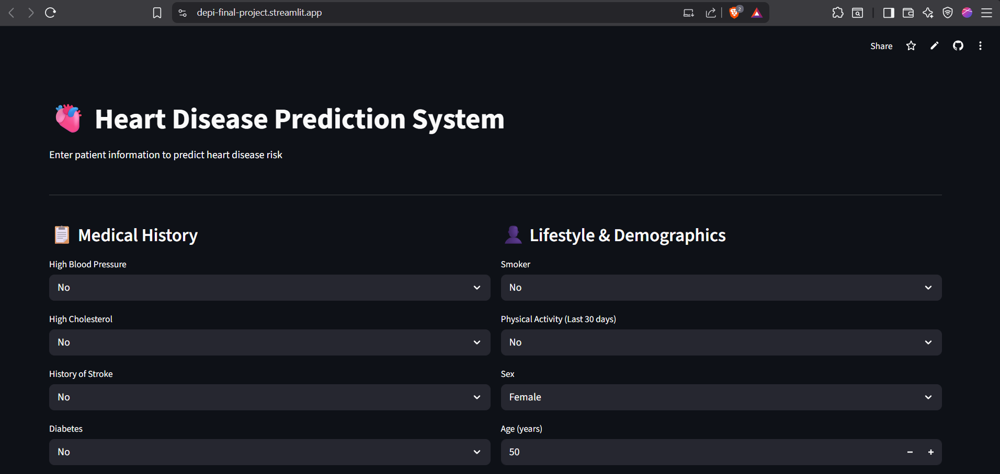 depi-final-project.streamlit.app
2
Share
Heart Disease Prediction System
Enter patient information to predict heart disease risk
Medical History
High Blood Pressure
No
High Cholesterol
No
History of Stroke
No
Diabetes
No
Lifestyle & Demographics
Smoker
No
Physical Activity (Last 30 days)
No
Sex
Female
Age (years)
50